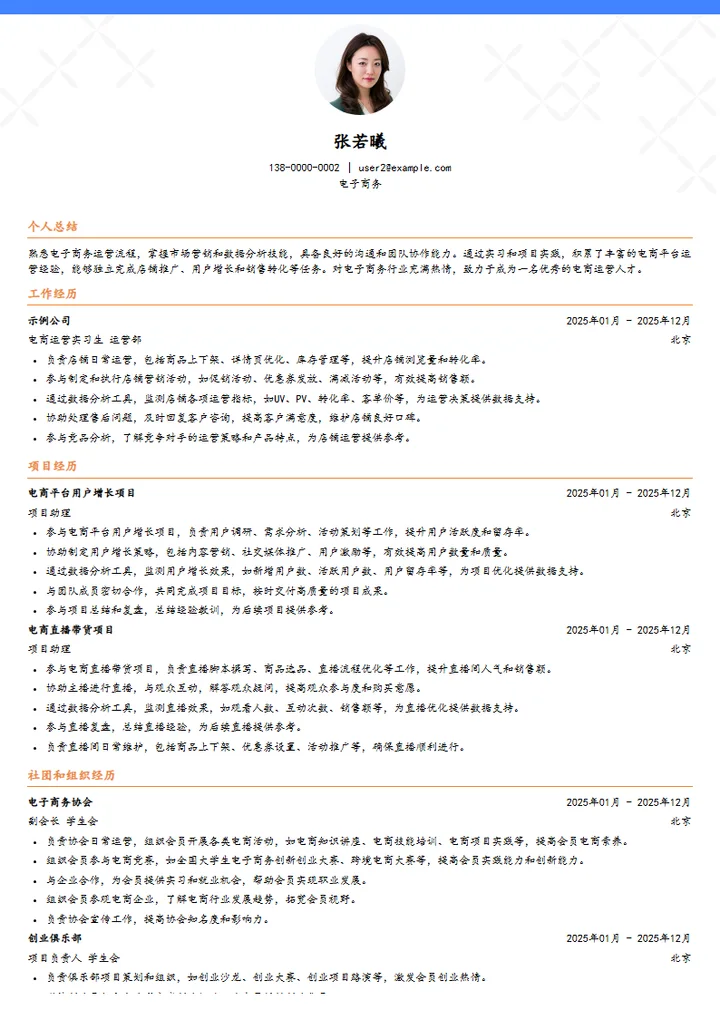 张若曦
138-0000-0002 | user2@example.com
电子商务
个人总结
熟悉电子商务运营流程，掌握市场营销和数据分析技能，具备良好的沟通和团队协作能力。通过实习和项目实践，积累了丰富的电商平台运
营经验，能够独立完成店铺推广、用户增长和销售转化等任务。对电子商务行业充满热情，致力于成为一名优秀的电商运营人才。
工作经历
示例公司 2025年01月 - 2025年12月
电商运营实习生 运营部 北京
• 负责店铺日常运营，包括商品上下架、详情页优化、库存管理等，提升店铺浏览量和转化率。
• 参与制定和执行店铺营销活动，如促销活动、优惠券发放、满减活动等，有效提高销售额。
• 通过数据分析工具，监测店铺各项运营指标，如UV、PV、转化率、客单价等，为运营决策提供数据支持。
• 协助处理售后问题，及时回复客户咨询，提高客户满意度，维护店铺良好口碑。
• 参与竞品分析，了解竞争对手的运营策略和产品特点，为店铺运营提供参考。
项目经历
电商平台用户增长项目 2025年01月 - 2025年12月
项目助理 北京
• 参与电商平台用户增长项目，负责用户调研、需求分析、活动策划等工作，提升用户活跃度和留存率。
• 协助制定用户增长策略，包括内容营销、社交媒体推广、用户激励等，有效提高用户数量和质量。
• 通过数据分析工具，监测用户增长效果，如新增用户数、活跃用户数、用户留存率等，为项目优化提供数据支持。
• 与团队成员密切合作，共同完成项目目标，按时交付高质量的项目成果。
• 参与项目总结和复盘，总结经验教训，为后续项目提供参考。
电商直播带货项目 2025年01月 - 2025年12月
项目助理 北京
• 参与电商直播带货项目，负责直播脚本撰写、商品选品、直播流程优化等工作，提升直播间人气和销售额。
• 协助主播进行直播，与观众互动，解答观众疑问，提高观众参与度和购买意愿。
• 通过数据分析工具，监测直播效果，如观看人数、互动次数、销售额等，为直播优化提供数据支持。
• 参与直播复盘，总结直播经验，为后续直播提供参考。
• 负责直播间日常维护，包括商品上下架、优惠券设置、活动推广等，确保直播顺利进行。
社团和组织经历
电子商务协会 2025年01月 - 2025年12月
副会长 学生会 北京
• 负责协会日常运营，组织会员开展各类电商活动，如电商知识讲座、电商技能培训、电商项目实践等，提高会员电商素养。
• 组织会员参与电商竞赛，如全国大学生电子商务创新创业大赛、跨境电商大赛等，提高会员实践能力和创新能力。
• 与企业合作，为会员提供实习和就业机会，帮助会员实现职业发展。
• 组织会员参观电商企业，了解电商行业发展趋势，拓宽会员视野。
• 负责协会宣传工作，提高协会知名度和影响力。
创业俱乐部 2025年01月 - 2025年12月
项目负责人 学生会 北京
• 负责俱乐部项目策划和组织，如创业沙龙、创业大赛、创业项目路演等，激发会员创业热情。